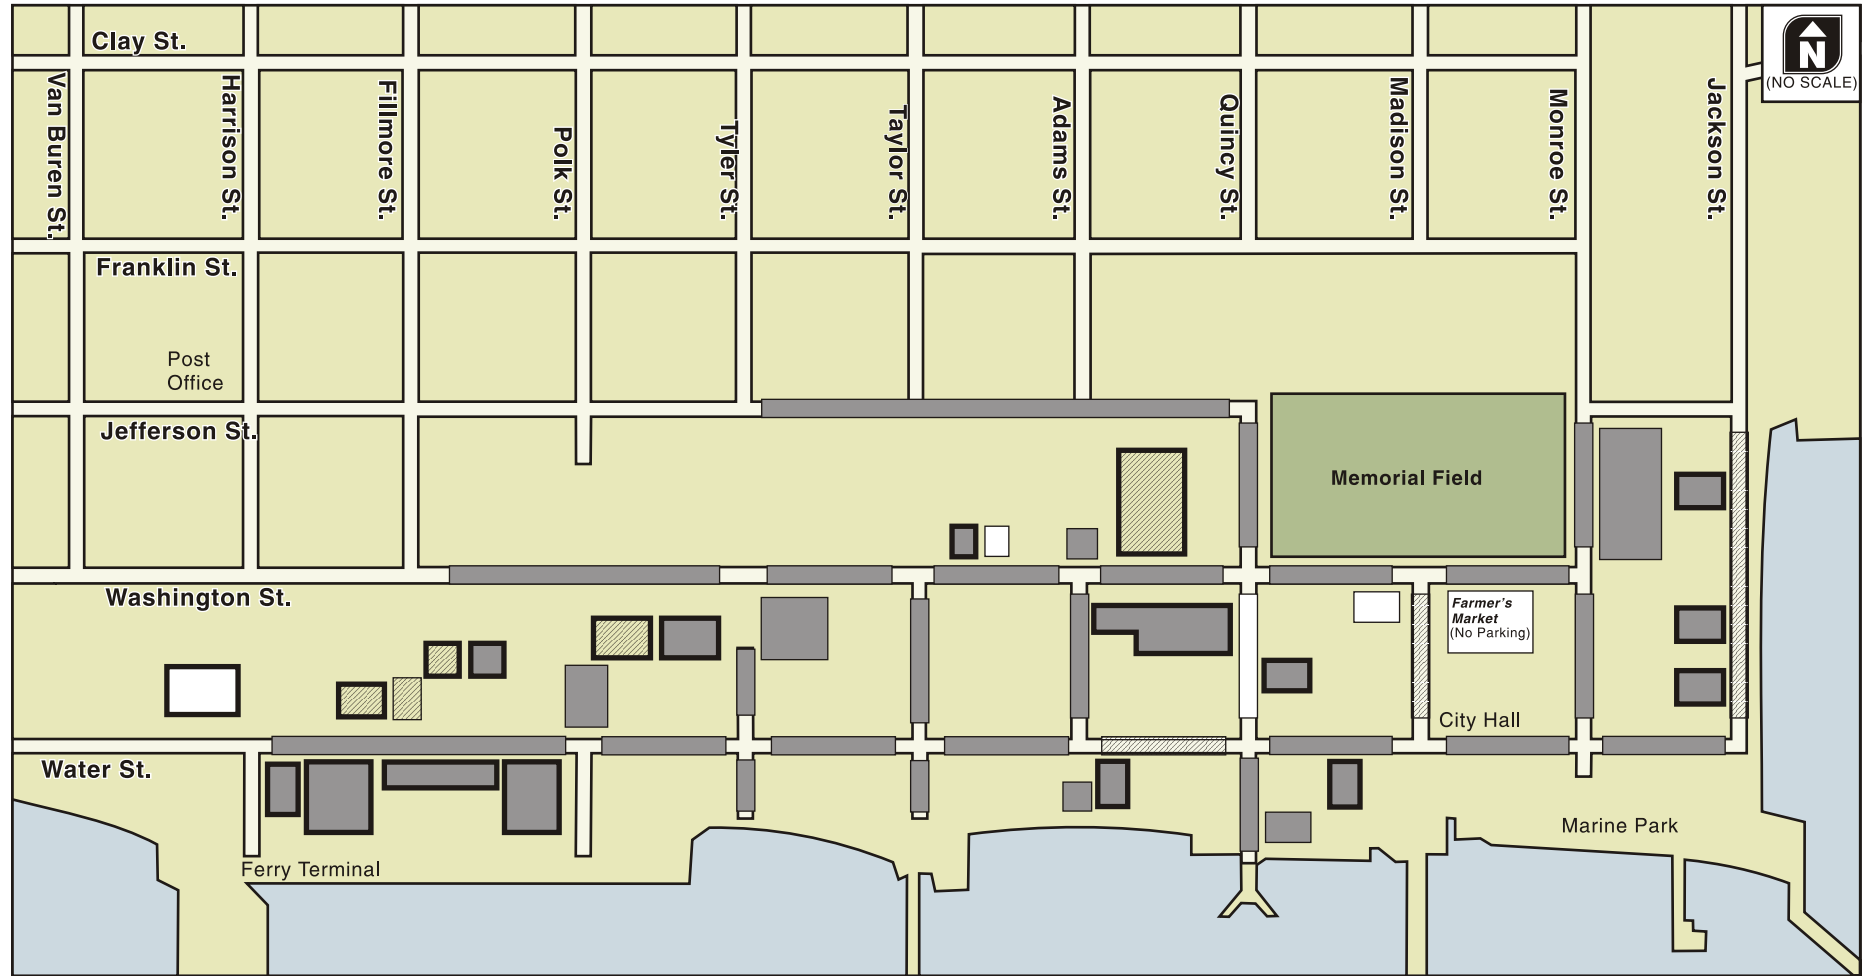 Clay St.
N
(NO SCALE)
Van Buren St.
Harrison St.
Fillmore St.
Polk St.
Tyler St.
Taylor St.
Adams St.
Quincy St.
Madison St.
Monroe St.
Jackson St.
Franklin St.
Post
Office
Jefferson St.
Memorial Field
Washington St.
Farmer's
Market
(No Parking)
City Hall
Water St.
Marine Park
Ferry Terminal